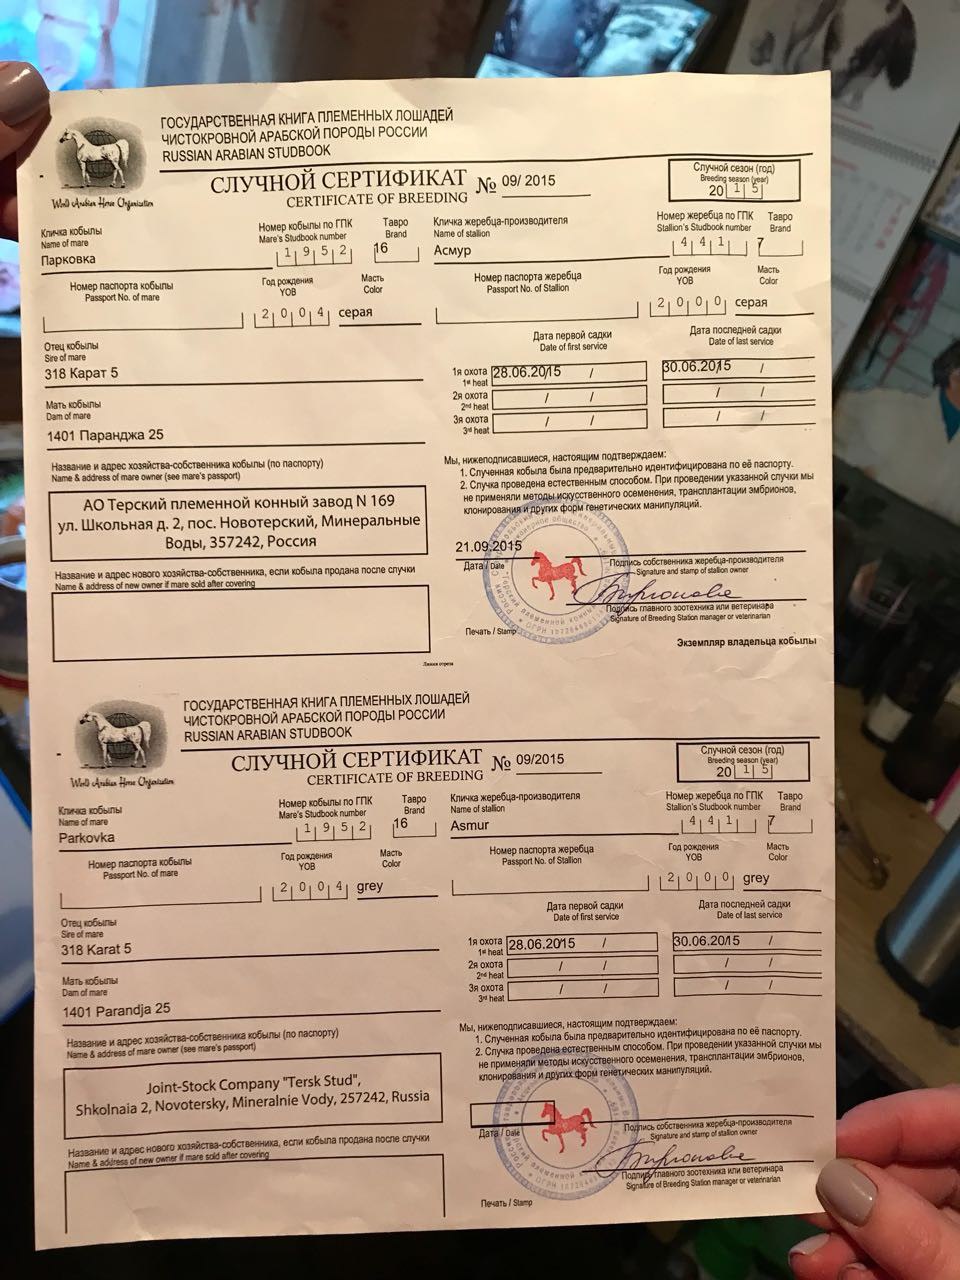 ГОСУДАРСТВЕННАЯ КНИГА ПЛЕМЕННЫХ ЛОШАДЕЙ
ЧИСТОКРОВНОЙ АРАБСКОЙ ПОРОДЫ РОССИИ
RUSSIAN ARABIAN STUDBOOK
World Arabian Horse Organization
СЛУЧНОЙ СЕРТИФИКАТ № 09/ 2015
CERTIFICATE OF BREEDING
Случной сезон (год)
Breeding season (year)
2015
Кличка кобылы
Name of mare
Парковка
Номер кобылы по ГПК
Mare's Studbook number
1952
Тавро
Brand
16
Кличка жеребца-производителя
Name of stallion
Асмур
Номер жеребца по ГПК
Stallion's Studbook number
441
Тавро
Brand
7
Номер паспорта кобылы
Passport No. of mare
Год рождения
YOB
2004
Масть
Color
серая
Номер паспорта жеребца
Passport No. of Stallion
Год рождения
YOB
2000
Масть
Color
серая
Отец кобылы
Sire of mare
318 Карат 5
Дата первой садки
Date of first service
Дата последней садки
Date of last service
1я охота
1st heat
28.06.2015 /
30.06.2015 /
2я охота
2nd heat
/ /
/ /
3я охота
3rd heat
/ /
/ /
Мать кобылы
Dam of mare
1401 Паранджа 25
Название и адрес хозяйства-собственника кобылы (по паспорту)
Name & address of mare owner (see mare's passport)
АО Терский племенной конный завод N 169
ул. Школьная д. 2, пос. Новотерский, Минеральные
Воды, 357242, Россия
Мы, нижеподписавшиеся, настоящим подтверждаем:
1. Слученная кобыла была предварительно идентифицирована по её паспорту.
2. Случка проведена естественным способом. При проведении указанной случки мы
не применяли методы искусственного осеменения, трансплантации эмбрионов,
клонирования и других форм генетических манипуляций.
21.09.2015
Дата / Date
Подпись собственника жеребца-производителя
Signature and stamp of stallion owner
Подпись главного зоотехника или ветеринара
Signature of Breeding Station manager or veterinarian
Печать / Stamp
Название и адрес нового хозяйства-собственника, если кобыла продана после случки
Name & address of new owner if mare sold after covering
Экземпляр владельца кобылы
Линия отреза
ГОСУДАРСТВЕННАЯ КНИГА ПЛЕМЕННЫХ ЛОШАДЕЙ
ЧИСТОКРОВНОЙ АРАБСКОЙ ПОРОДЫ РОССИИ
RUSSIAN ARABIAN STUDBOOK
World Arabian Horse Organization
СЛУЧНОЙ СЕРТИФИКАТ № 09/2015
CERTIFICATE OF BREEDING
Случной сезон (год)
Breeding season (year)
2015
Кличка кобылы
Name of mare
Parkovka
Номер кобылы по ГПК
Mare's Studbook number
1952
Тавро
Brand
16
Кличка жеребца-производителя
Name of stallion
Asmur
Номер жеребца по ГПК
Stallion's Studbook number
441
Тавро
Brand
7
Номер паспорта кобылы
Passport No. of mare
Год рождения
YOB
2004
Масть
Color
grey
Номер паспорта жеребца
Passport No. of Stallion
Год рождения
YOB
2000
Масть
Color
grey
Отец кобылы
Sire of mare
318 Karat 5
Дата первой садки
Date of first service
Дата последней садки
Date of last service
1я охота
1st heat
28.06.2015 /
30.06.2015 /
2я охота
2nd heat
/ /
/ /
3я охота
3rd heat
/ /
/ /
Мать кобылы
Dam of mare
1401 Parandja 25
Название и адрес хозяйства-собственника кобылы (по паспорту)
Name & address of mare owner (see mare's passport)
Joint-Stock Company "Tersk Stud",
Shkolnaia 2, Novotersky, Mineralnie Vody, 257242, Russia
Мы, нижеподписавшиеся, настоящим подтверждаем:
1. Слученная кобыла была предварительно идентифицирована по её паспорту.
2. Случка проведена естественным способом. При проведении указанной случки мы
не применяли методы искусственного осеменения, трансплантации эмбрионов,
клонирования и других форм генетических манипуляций.
Дата / Date
Подпись собственника жеребца-производителя
Signature and stamp of stallion owner
Подпись главного зоотехника или ветеринара
Signature of Breeding Station manager or veterinarian
Печать / Stamp
Название и адрес нового хозяйства-собственника, если кобыла продана после случки
Name & address of new owner if mare sold after covering